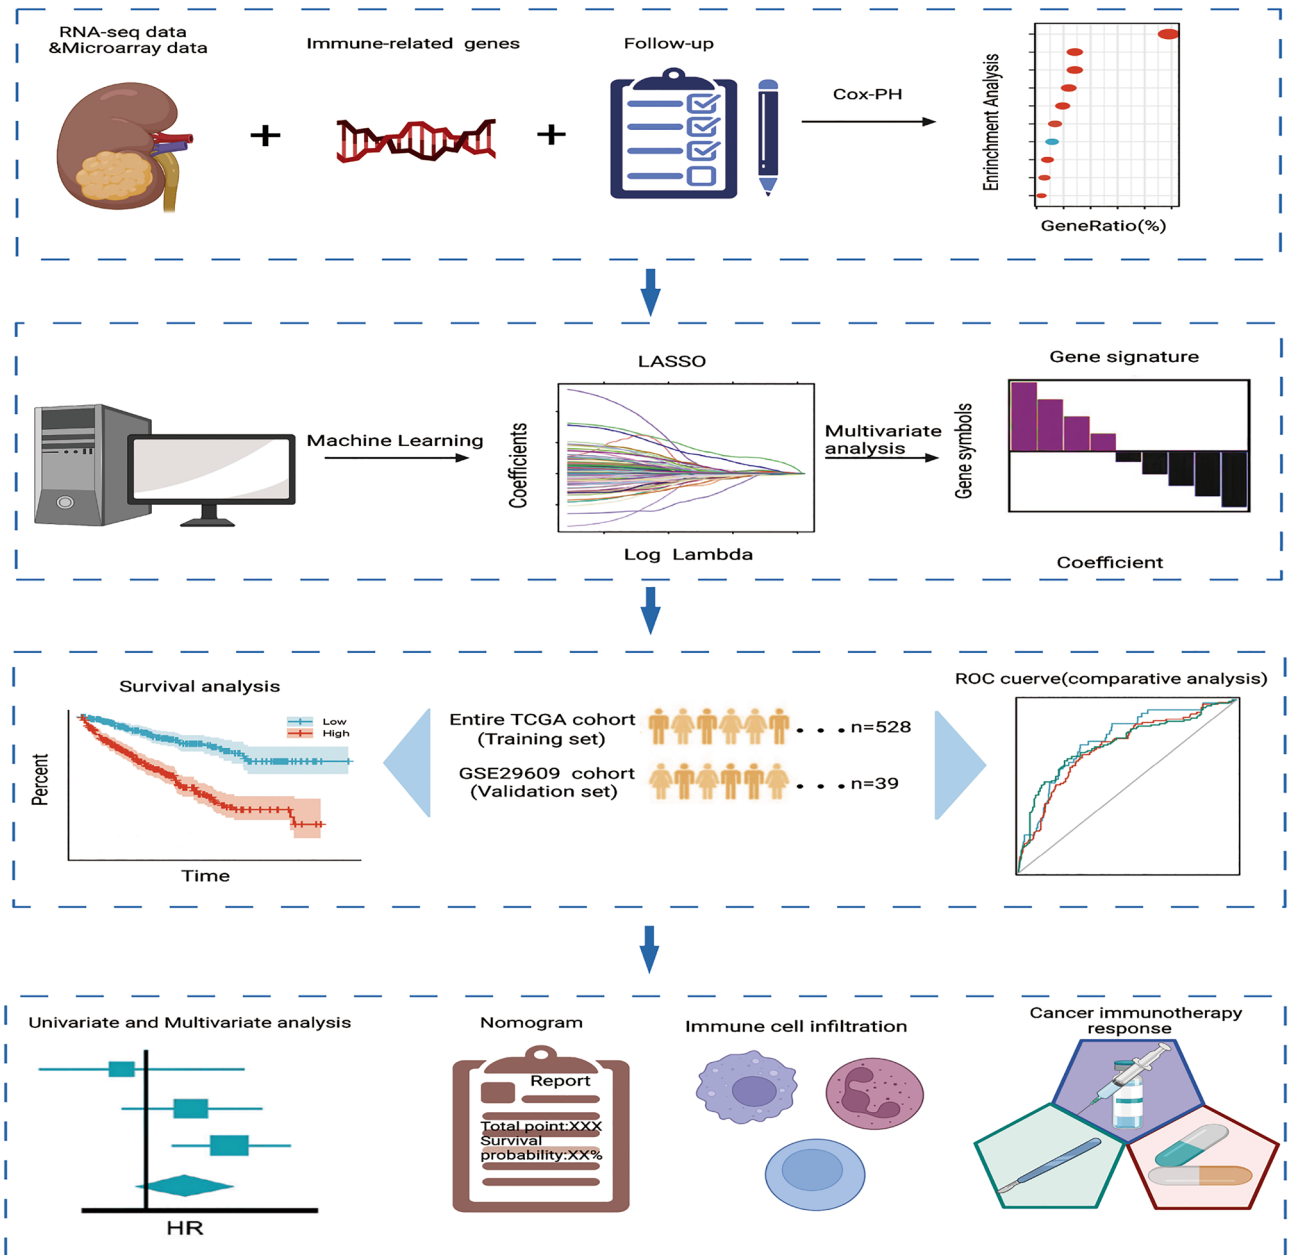 RNA-seq data
&Microarray data
Immune-related genes
Follow-up
Cox-PH
Enrinchment Analysis
GeneRatio(%)
Machine Learning
LASSO
Coefficients
Log Lambda
Multivariate
analysis
Gene signature
Gene symbols
Coefficient
Survival analysis
Low
High
Percent
Time
Entire TCGA cohort
(Training set)
n=528
GSE29609 cohort
(Validation set)
n=39
ROC cuerve(comparative analysis)
Univariate and Multivariate analysis
HR
Nomogram
Report
Total point:XXX
Survival
probability:XX%
Immune cell infiltration
Cancer immunotherapy
response